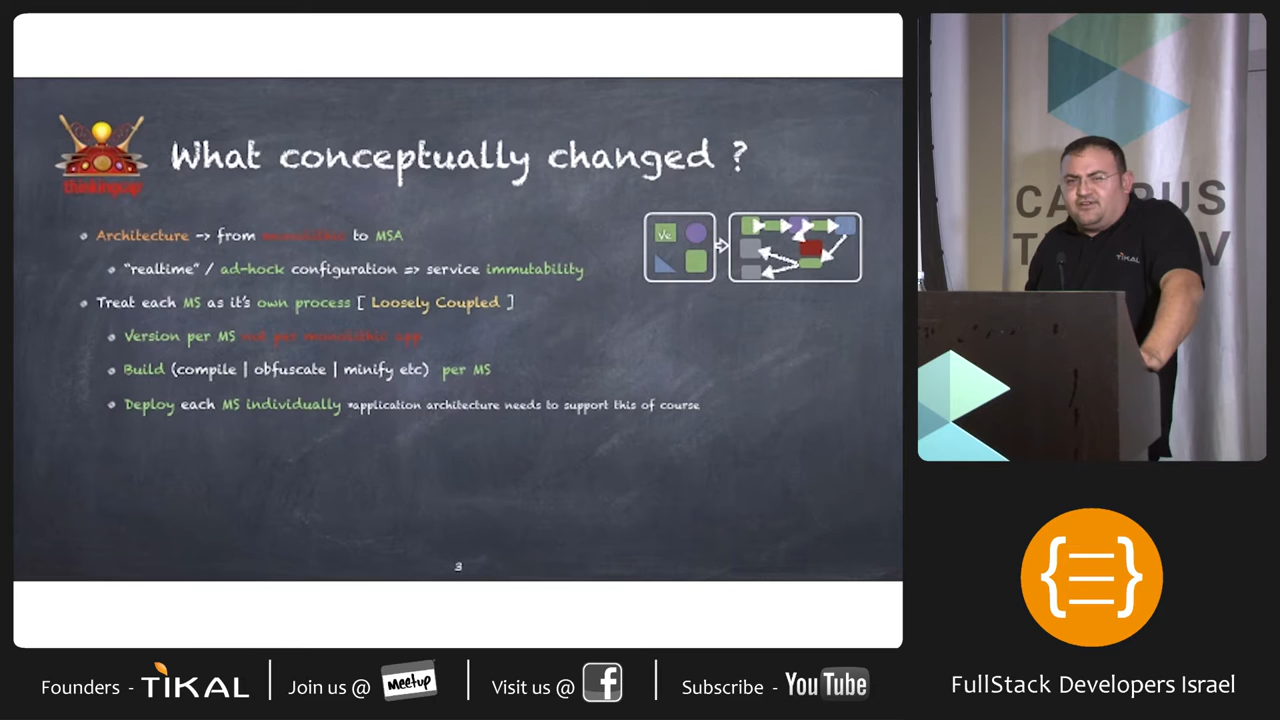 thinkingcap
What conceptually changed ?
Architecture -> from monolithic to MSA
"realtime" / ad-hock configuration => service immutability
Treat each MS as it's own process [ Loosely Coupled ]
Version per MS not per monolithic app
Build (compile | obfuscate | minify etc) per MS
Deploy each MS individually *application architecture needs to support this of course
3
TIKAL
Founders - TIKAL
Join us @ meetup
Visit us @ f
Subscribe - YouTube
FullStack Developers Israel